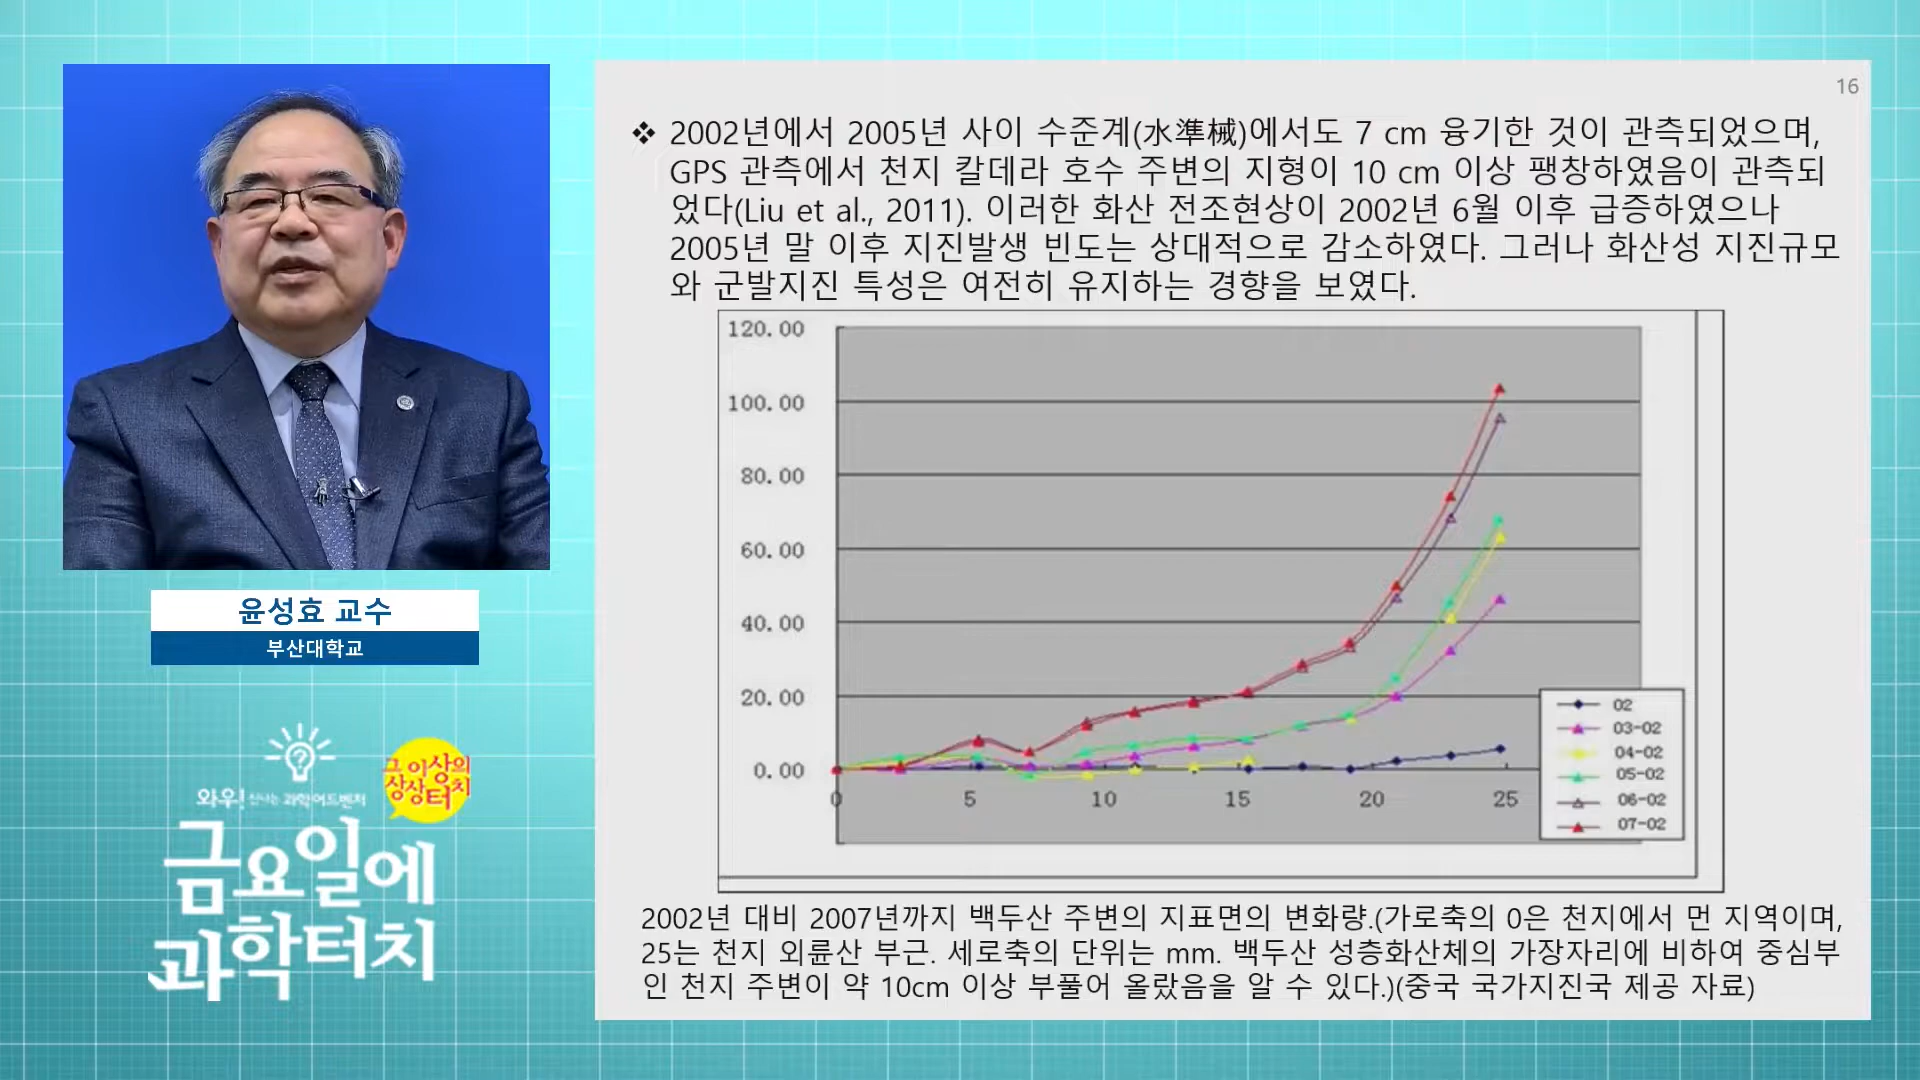 16
❖ 2002년에서 2005년 사이 수준계(水準械)에서도 7 cm 융기한 것이 관측되었으며,
GPS 관측에서 천지 칼데라 호수 주변의 지형이 10 cm 이상 팽창하였음이 관측되
었다(Liu et al., 2011). 이러한 화산 전조현상이 2002년 6월 이후 급증하였으나
2005년 말 이후 지진발생 빈도는 상대적으로 감소하였다. 그러나 화산성 지진규모
와 군발지진 특성은 여전히 유지하는 경향을 보였다.
120.00
100.00
80.00
60.00
40.00
20.00
0.00
0 5 10 15 20 25
02
03-02
04-02
05-02
06-02
07-02
2002년 대비 2007년까지 백두산 주변의 지표면의 변화량.(가로축의 0은 천지에서 먼 지역이며,
25는 천지 외륜산 부근. 세로축의 단위는 mm. 백두산 성층화산체의 가장자리에 비하여 중심부
인 천지 주변이 약 10cm 이상 부풀어 올랐음을 알 수 있다.)(중국 국가지진국 제공 자료)
윤성효 교수
부산대학교
와우! 신나는 과학어드벤처
그 이상의
상상터치
금요일에
과학터치